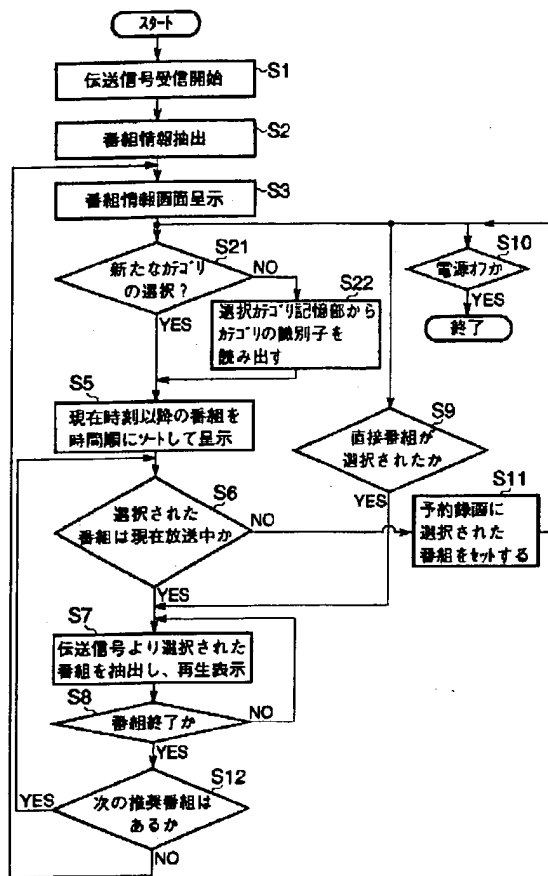 スタート
S1
伝送信号受信開始
S2
番組情報抽出
S3
番組情報画面呈示
S21
新たなカテゴリ
の選択？
NO
YES
S22
選択カテゴリ記憶部から
カテゴリの識別子を
読み出す
S10
電源オフか
YES
終了
S5
現在時刻以降の番組を
時間順にソートして呈示
S9
直接番組が
選択されたか
YES
S6
選択された
番組は現在放送中か
NO
YES
S11
予約録画に
選択された
番組をセットする
S7
伝送信号より選択された
番組を抽出し、再生表示
S8
番組終了か
NO
YES
S12
次の推奨番組は
あるか
YES
NO